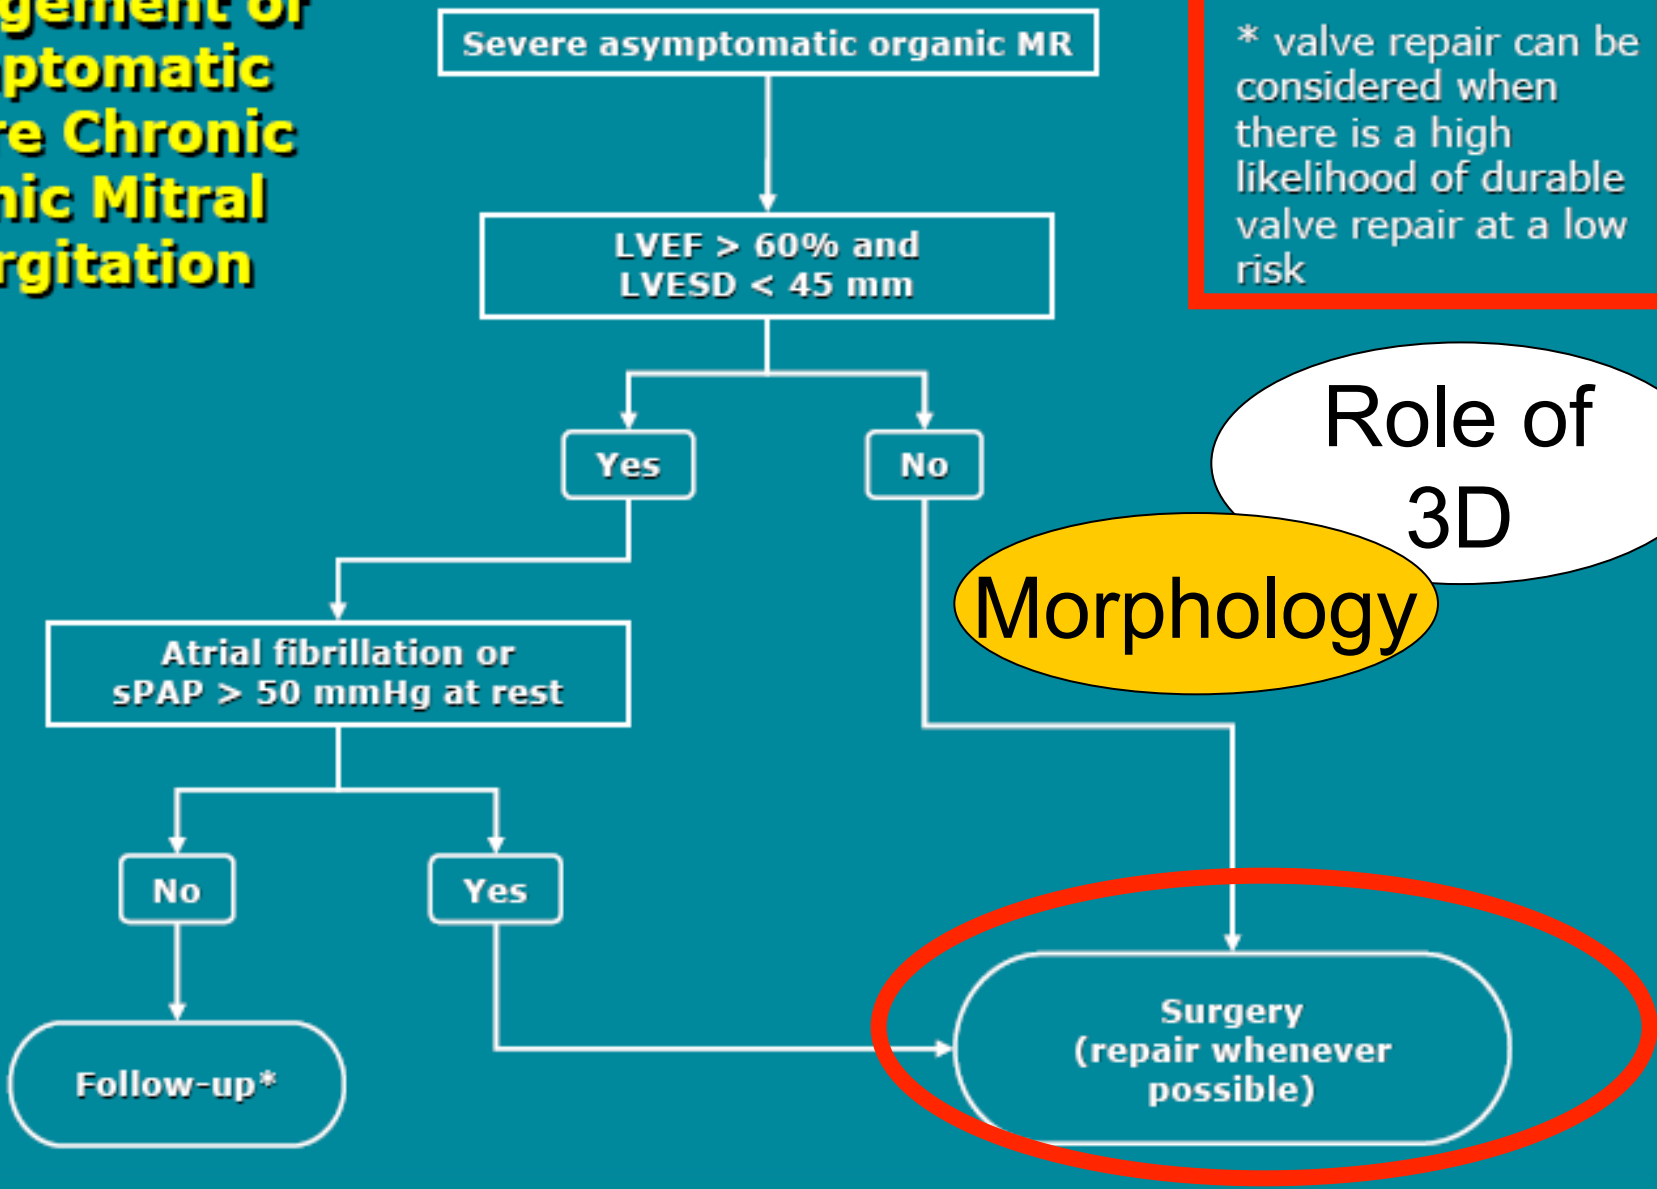 Severe asymptomatic organic MR
Chronic
Mitral
LVEF > 60% and
LVESD < 45 mm
Yes
No
Atrial fibrillation or
sPAP > 50 mmHg at rest
No
Yes
Follow-up*
Surgery
(repair whenever
possible)
* valve repair can be
considered when
there is a high
likelihood of durable
valve repair at a low
risk
Role of
3D
Morphology